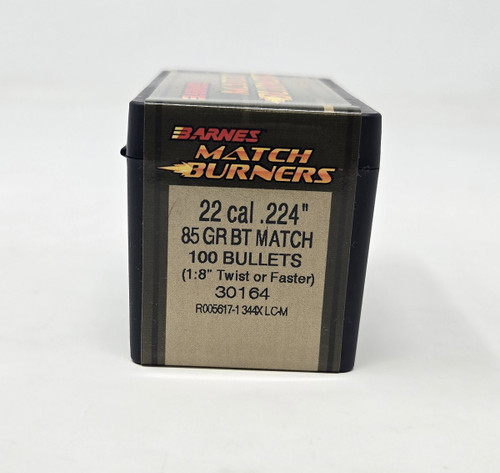 BARNES
MATCH
BURNERS
22 cal .224"
85 GR BT MATCH
100 BULLETS
(1:8" Twist or Faster)
30164
R005617-1 344X LC-M